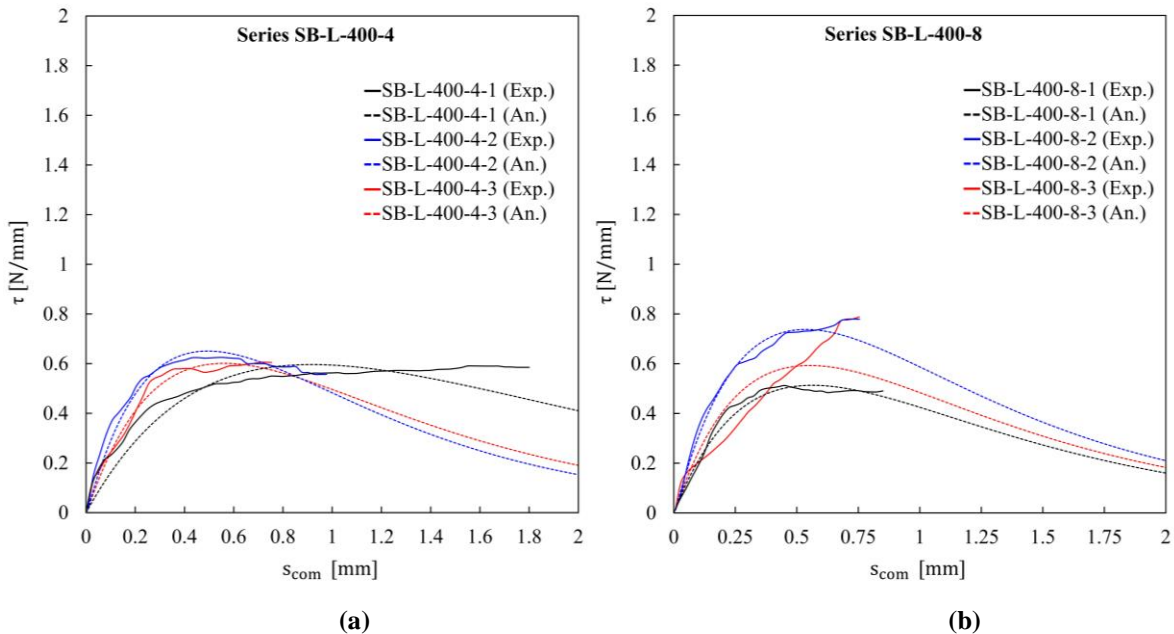 Series SB-L-400-4
SB-L-400-4-1 (Exp.)
SB-L-400-4-1 (An.)
SB-L-400-4-2 (Exp.)
SB-L-400-4-2 (An.)
SB-L-400-4-3 (Exp.)
SB-L-400-4-3 (An.)
τ [N/mm]
2
1.8
1.6
1.4
1.2
1
0.8
0.6
0.4
0.2
0
0 0.2 0.4 0.6 0.8 1 1.2 1.4 1.6 1.8 2
s_com [mm]
(a)
Series SB-L-400-8
SB-L-400-8-1 (Exp.)
SB-L-400-8-1 (An.)
SB-L-400-8-2 (Exp.)
SB-L-400-8-2 (An.)
SB-L-400-8-3 (Exp.)
SB-L-400-8-3 (An.)
τ [N/mm]
2
1.8
1.6
1.4
1.2
1
0.8
0.6
0.4
0.2
0
0 0.25 0.5 0.75 1 1.25 1.5 1.75 2
s_com [mm]
(b)